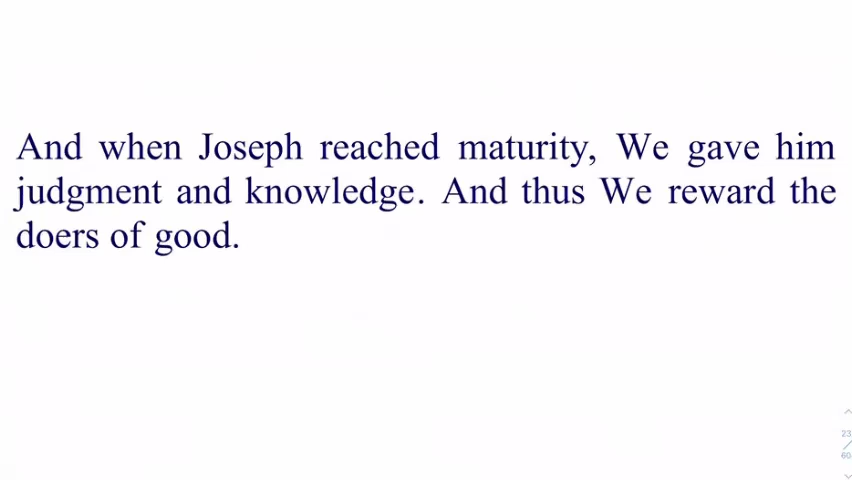 And when Joseph reached maturity, We gave him
judgment and knowledge. And thus We reward the
doers of good.
23
60